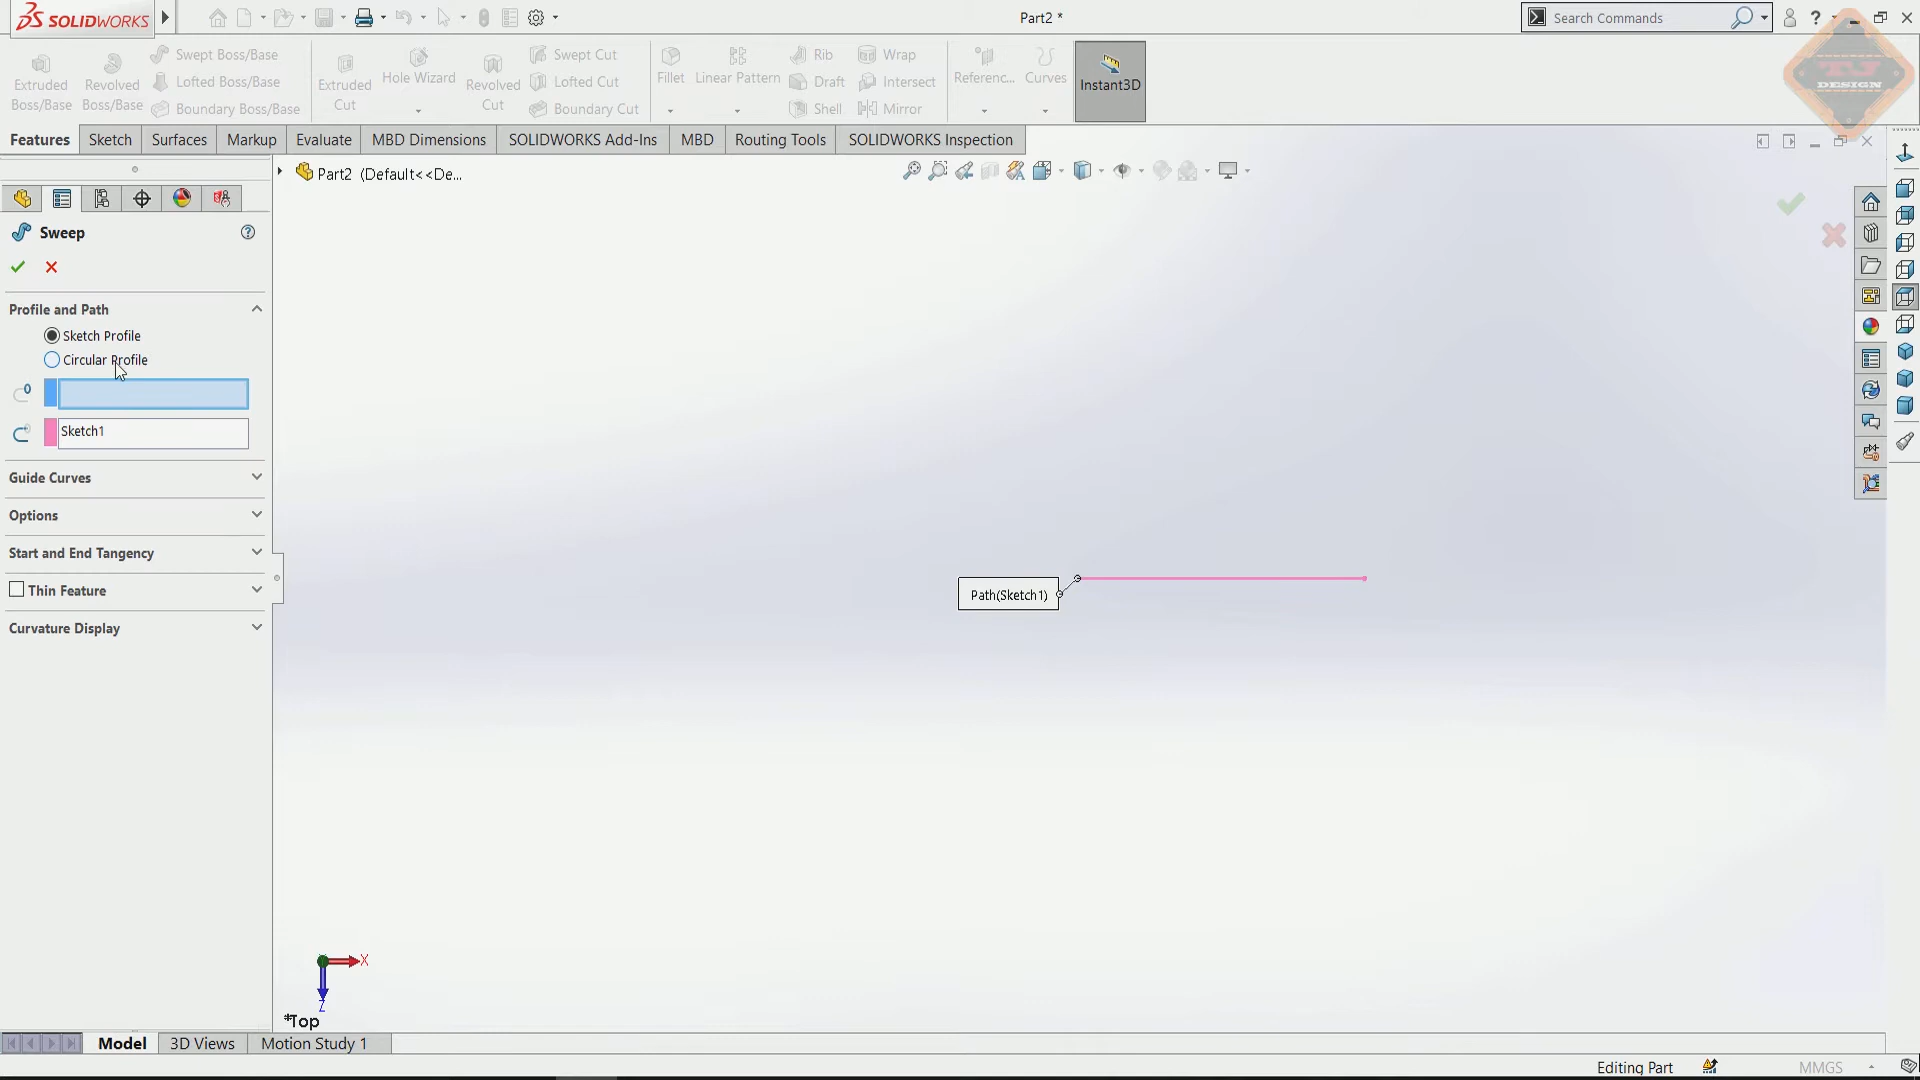 SOLIDWORKS
Part2 *
Search Commands
Extruded Boss/Base
Revolved Boss/Base
Swept Boss/Base
Lofted Boss/Base
Boundary Boss/Base
Extruded Cut
Hole Wizard
Revolved Cut
Swept Cut
Lofted Cut
Boundary Cut
Fillet
Linear Pattern
Rib
Draft
Shell
Wrap
Intersect
Mirror
Referenc...
Curves
Instant3D
TJ
DESIGN
Features
Sketch
Surfaces
Markup
Evaluate
MBD Dimensions
SOLIDWORKS Add-Ins
MBD
Routing Tools
SOLIDWORKS Inspection
Part2 (Default<<De...
Sweep
Profile and Path
Sketch Profile
Circular Profile
Sketch1
Guide Curves
Options
Start and End Tangency
Thin Feature
Curvature Display
Path(Sketch1)
X
Z
*Top
Model
3D Views
Motion Study 1
Editing Part
MMGS